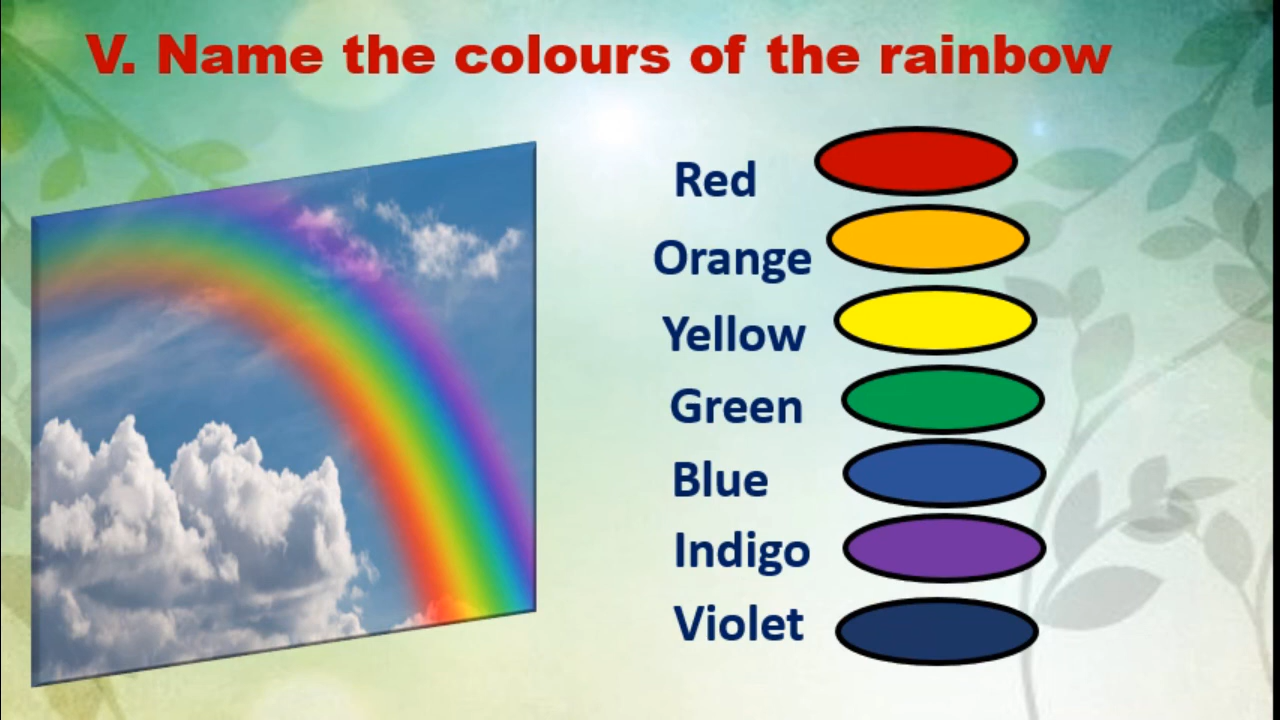 V. Name the colours of the rainbow
Red
Orange
Yellow
Green
Blue
Indigo
Violet